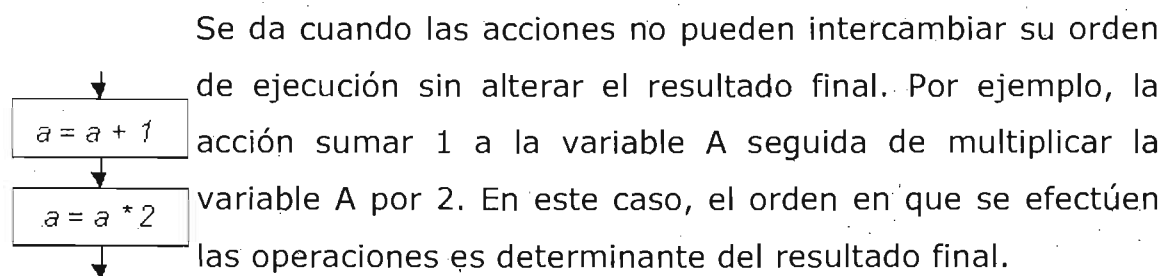 Se da cuando las acciones no pueden intercambiar su orden
de ejecución sin alterar el resultado final. Por ejemplo, la
a = a + 1
acción sumar 1 a la variable A seguida de multiplicar la
variable A por 2. En este caso, el orden en que se efectúen
a = a * 2
las operaciones es determinante del resultado final.